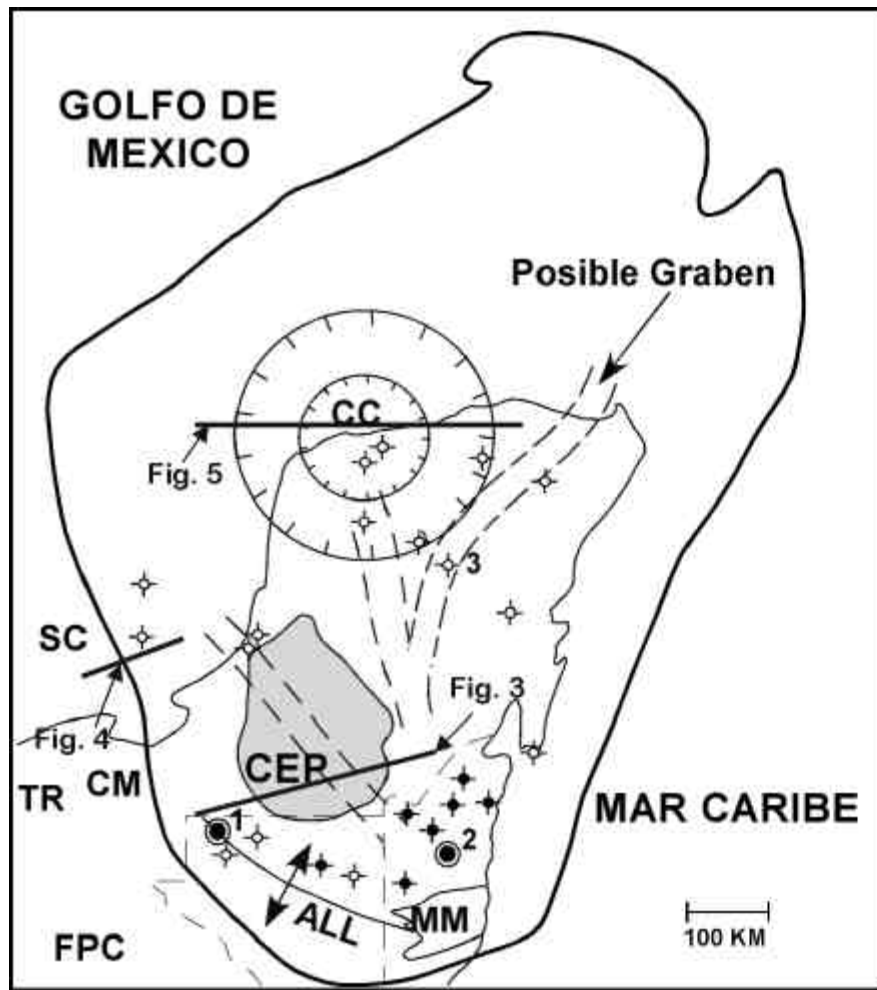 GOLFO DE
MEXICO
Posible Graben
CC
Fig. 5
3
SC
Fig. 3
Fig. 4
CEP
TR
CM
MAR CARIBE
1
2
ALL
MM
FPC
100 KM